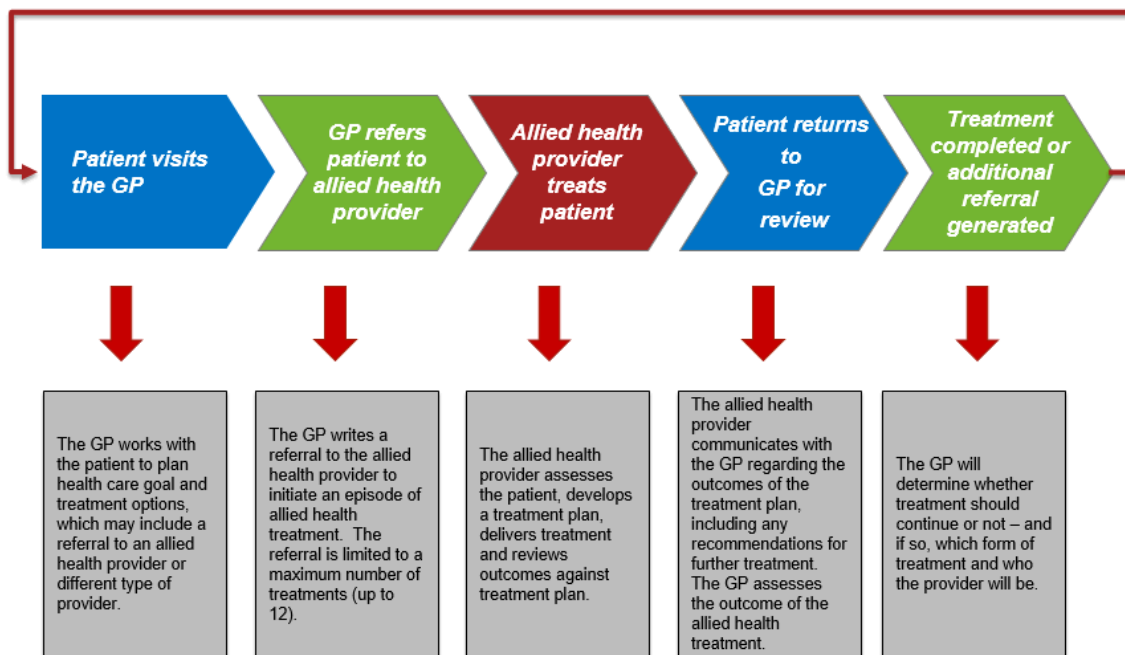 Patient visits
the GP
GP refers
patient to
allied health
provider
Allied health
provider
treats
patient
Patient returns
to
GP for
review
Treatment
completed or
additional
referral
generated
The GP works with
the patient to plan
health care goal and
treatment options,
which may include a
referral to an allied
health provider or
different type of
provider.
The GP writes a
referral to the allied
health provider to
initiate an episode of
allied health
treatment.  The
referral is limited to a
maximum number of
treatments (up to
12).
The allied health
provider assesses
the patient, develops
a treatment plan,
delivers treatment
and reviews
outcomes against
treatment plan.
The allied health
provider
communicates with
the GP regarding the
outcomes of the
treatment plan,
including any
recommendations for
further treatment.
The GP assesses
the outcome of the
allied health
treatment.
The GP will
determine whether
treatment should
continue or not – and
if so, which form of
treatment and who
the provider will be.